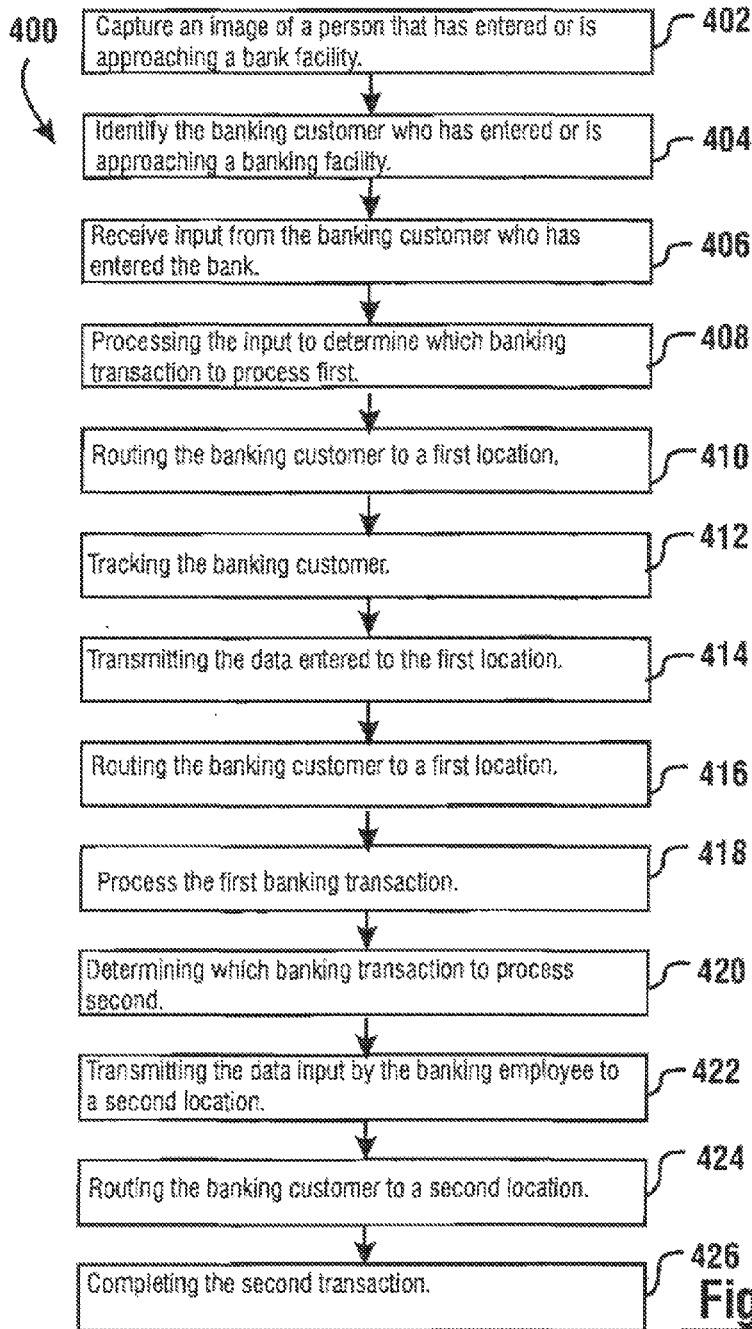 400
Capture an image of a person that has entered or is
approaching a bank facility.
402
Identify the banking customer who has entered or is
approaching a banking facility.
404
Receive input from the banking customer who has
entered the bank.
406
Processing the input to determine which banking
transaction to process first.
408
Routing the banking customer to a first location.
410
Tracking the banking customer.
412
Transmitting the data entered to the first location.
414
Routing the banking customer to a first location.
416
Process the first banking transaction.
418
Determining which banking transaction to process
second.
420
Transmitting the data input by the banking employee to
a second location.
422
Routing the banking customer to a second location.
424
Completing the second transaction.
426
Fig